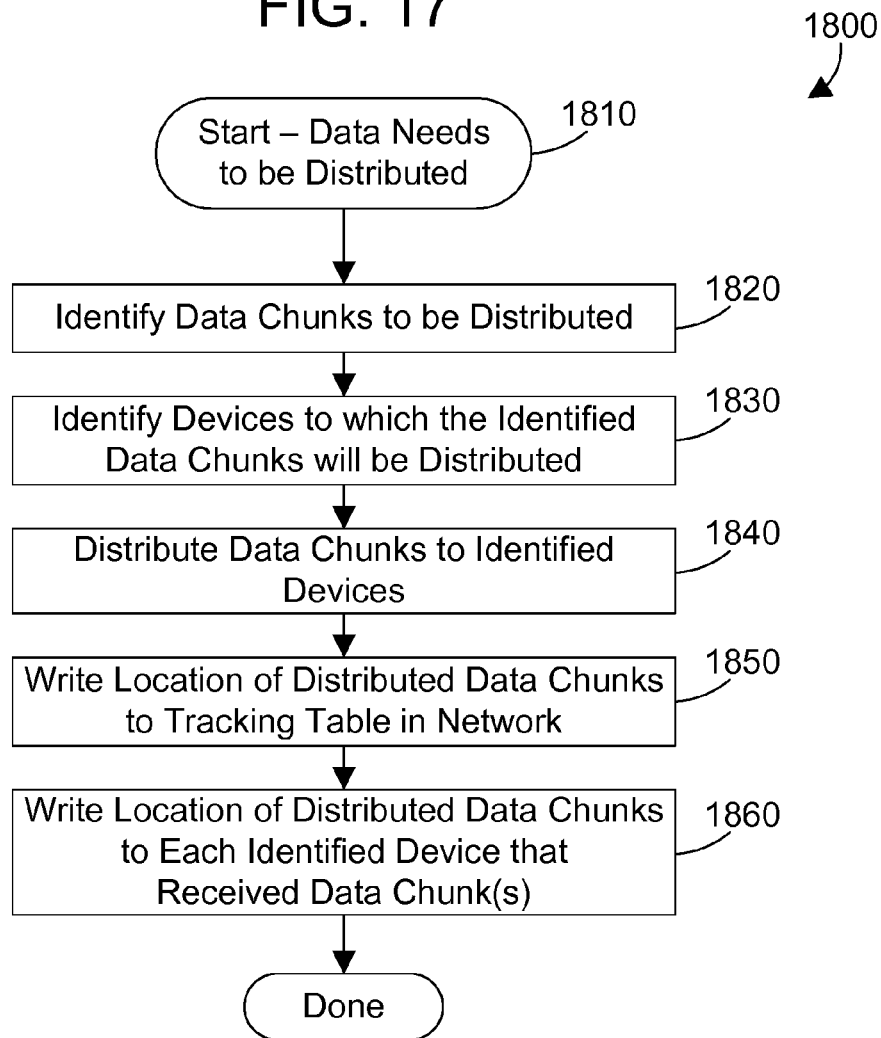 FIG. 17
1800
Start – Data Needs
to be Distributed
1810
Identify Data Chunks to be Distributed
1820
Identify Devices to which the Identified
Data Chunks will be Distributed
1830
Distribute Data Chunks to Identified
Devices
1840
Write Location of Distributed Data Chunks
to Tracking Table in Network
1850
Write Location of Distributed Data Chunks
to Each Identified Device that
Received Data Chunk(s)
1860
Done